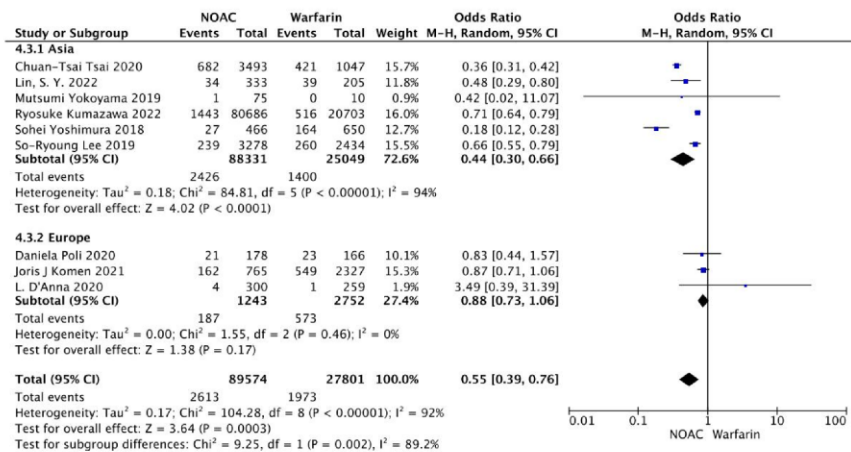 NOAC Warfarin Odds Ratio Odds Ratio
Study or Subgroup Events Total Events Total Weight M-H, Random, 95% CI M-H, Random, 95% CI
4.3.1 Asia
Chuan-Tsai Tsai 2020 682 3493 421 1047 15.7% 0.36 [0.31, 0.42]
Lin, S. Y. 2022 34 333 39 205 11.5% 0.48 [0.29, 0.80]
Mutsumi Yokoyama 2019 1 75 0 10 0.9% 0.42 [0.02, 11.07]
Ryosuke Kumazawa 2022 1443 80686 516 20703 16.0% 0.71 [0.64, 0.79]
Sohei Yoshimura 2018 27 466 164 650 12.7% 0.18 [0.12, 0.28]
So-Ryoung Lee 2019 239 3278 260 2434 15.8% 0.66 [0.55, 0.79]
Subtotal (95% CI) 88331 25049 72.6% 0.44 [0.30, 0.66]
Total events 2426 1400
Heterogeneity: Tau² = 0.18; Chi² = 84.81, df = 5 (P < 0.00001); I² = 94%
Test for overall effect: Z = 4.02 (P < 0.0001)
4.3.2 Europe
Daniela Poli 2020 21 178 23 166 10.1% 0.83 [0.44, 1.57]
Joris J Komen 2021 162 765 549 2327 15.3% 0.87 [0.71, 1.06]
L. D'Anna 2020 4 300 1 259 1.9% 3.49 [0.39, 31.39]
Subtotal (95% CI) 1243 2752 27.4% 0.88 [0.73, 1.06]
Total events 187 573
Heterogeneity: Tau² = 0.00; Chi² = 1.55, df = 2 (P = 0.46); I² = 0%
Test for overall effect: Z = 1.38 (P = 0.17)
Total (95% CI) 89574 27801 100.0% 0.55 [0.39, 0.76]
Total events 2613 1973
Heterogeneity: Tau² = 0.17; Chi² = 104.28, df = 8 (P < 0.00001); I² = 92%
Test for overall effect: Z = 3.64 (P = 0.0003)
Test for subgroup differences: Chi² = 9.25, df = 1 (P = 0.002), I² = 89.2%
0.01 0.1 1 10 100
NOAC Warfarin